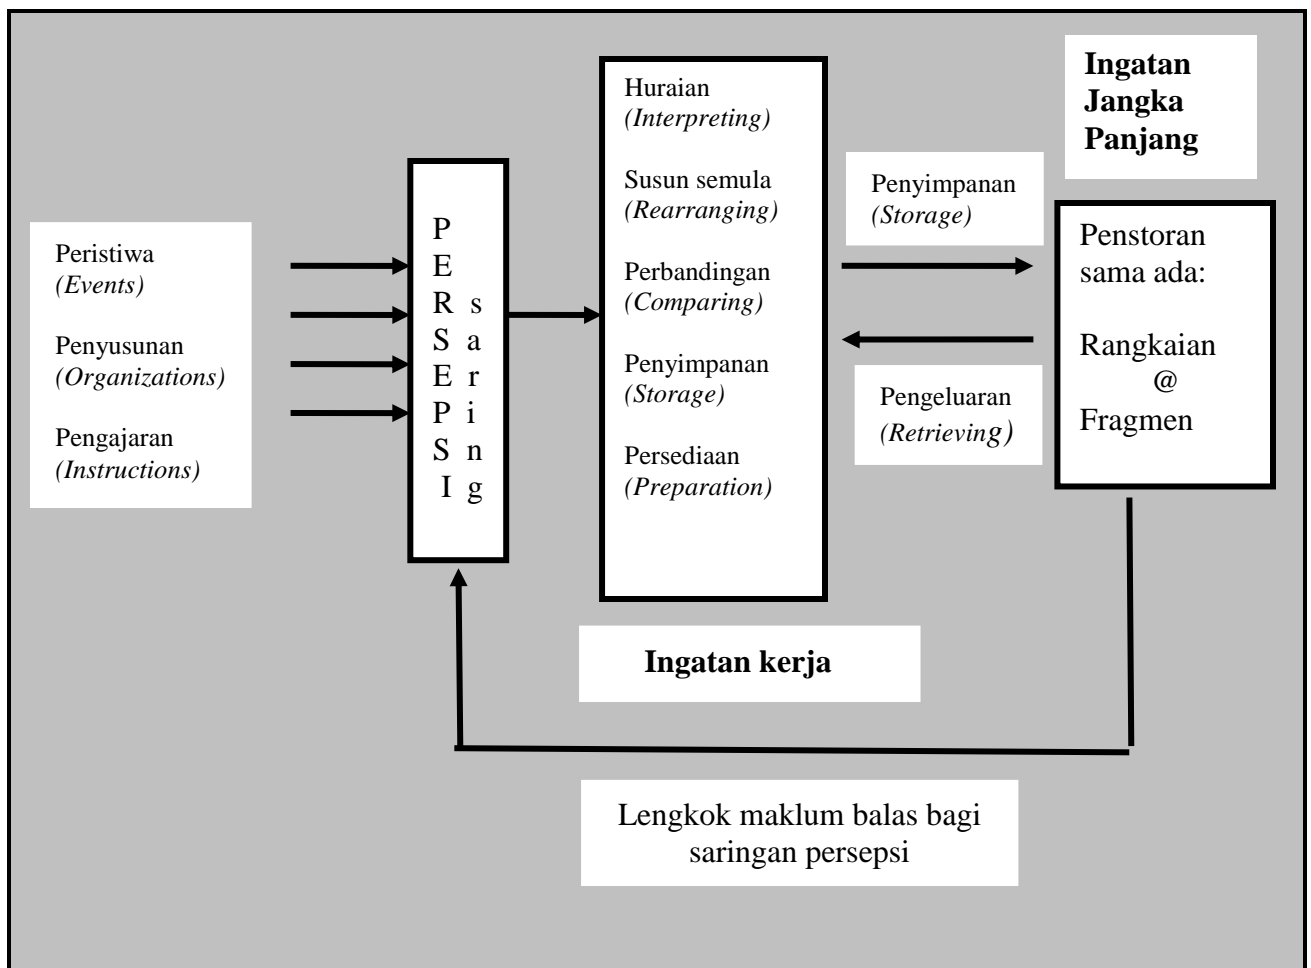 Peristiwa
(Events)
Penyusunan
(Organizations)
Pengajaran
(Instructions)
P
E
R s
S a
E r
P i
S n
I g
Huraian
(Interpreting)
Susun semula
(Rearranging)
Perbandingan
(Comparing)
Penyimpanan
(Storage)
Persediaan
(Preparation)
Ingatan kerja
Penyimpanan
(Storage)
Pengeluaran
(Retrieving)
Ingatan
Jangka
Panjang
Penstoran
sama ada:
Rangkaian
@
Fragmen
Lengkok maklum balas bagi
saringan persepsi